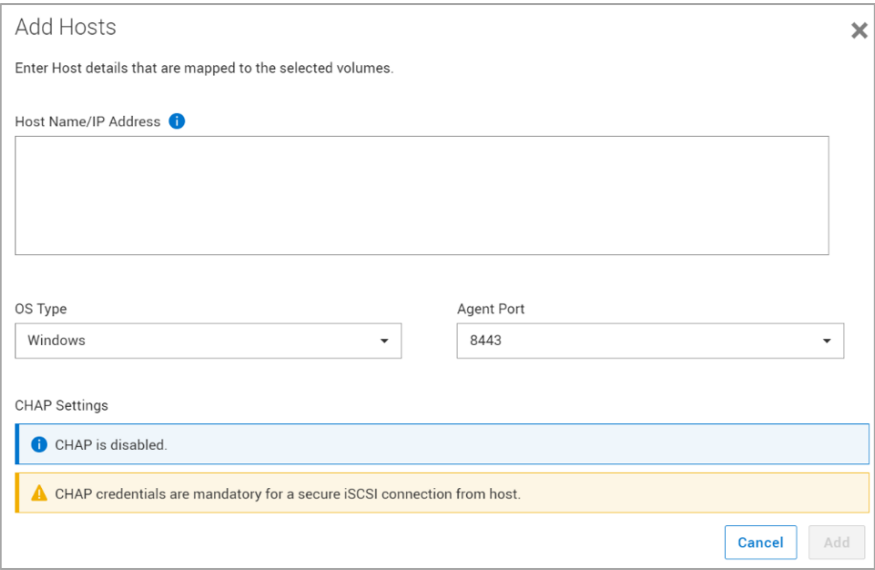 Add Hosts
Enter Host details that are mapped to the selected volumes.
Host Name/IP Address
OS Type
Agent Port
Windows
8443
CHAP Settings
CHAP is disabled.
CHAP credentials are mandatory for a secure iSCSI connection from host.
Cancel
Add